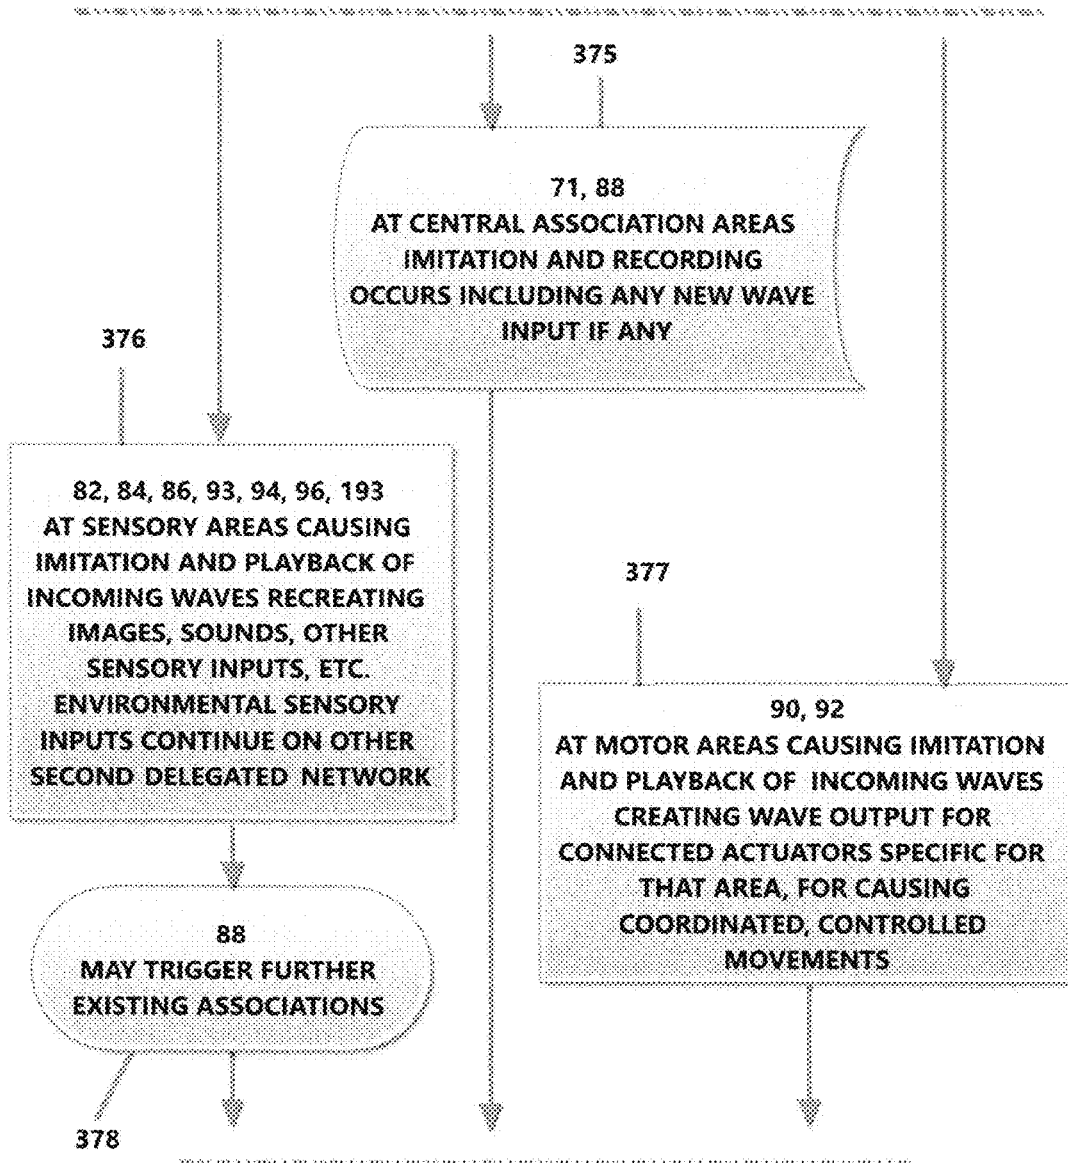 375
71, 88
AT CENTRAL ASSOCIATION AREAS
IMITATION AND RECORDING
OCCURS INCLUDING ANY NEW WAVE
INPUT IF ANY
376
82, 84, 86, 93, 94, 96, 193
AT SENSORY AREAS CAUSING
IMITATION AND PLAYBACK OF
INCOMING WAVES RECREATING
IMAGES, SOUNDS, OTHER
SENSORY INPUTS, ETC.
ENVIRONMENTAL SENSORY
INPUTS CONTINUE ON OTHER
SECOND DELEGATED NETWORK
377
90, 92
AT MOTOR AREAS CAUSING IMITATION
AND PLAYBACK OF INCOMING WAVES
CREATING WAVE OUTPUT FOR
CONNECTED ACTUATORS SPECIFIC FOR
THAT AREA, FOR CAUSING
COORDINATED, CONTROLLED
MOVEMENTS
88
MAY TRIGGER FURTHER
EXISTING ASSOCIATIONS
378